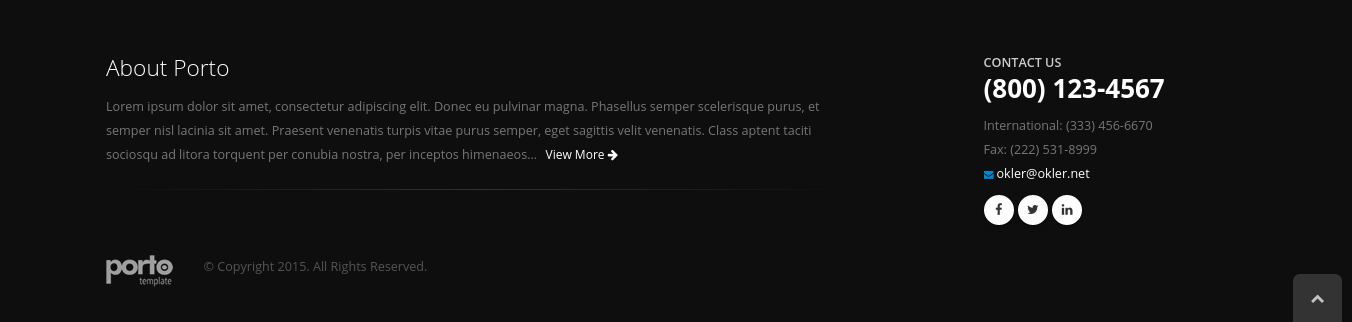 About Porto
Lorem ipsum dolor sit amet, consectetur adipiscing elit. Donec eu pulvinar magna. Phasellus semper scelerisque purus, et
semper nisl lacinia sit amet. Praesent venenatis turpis vitae purus semper, eget sagittis velit venenatis. Class aptent taciti
sociosqu ad litora torquent per conubia nostra, per inceptos himenaeos... View More
CONTACT US
(800) 123-4567
International: (333) 456-6670
Fax: (222) 531-8999
okler@okler.net
porto
template
© Copyright 2015. All Rights Reserved.